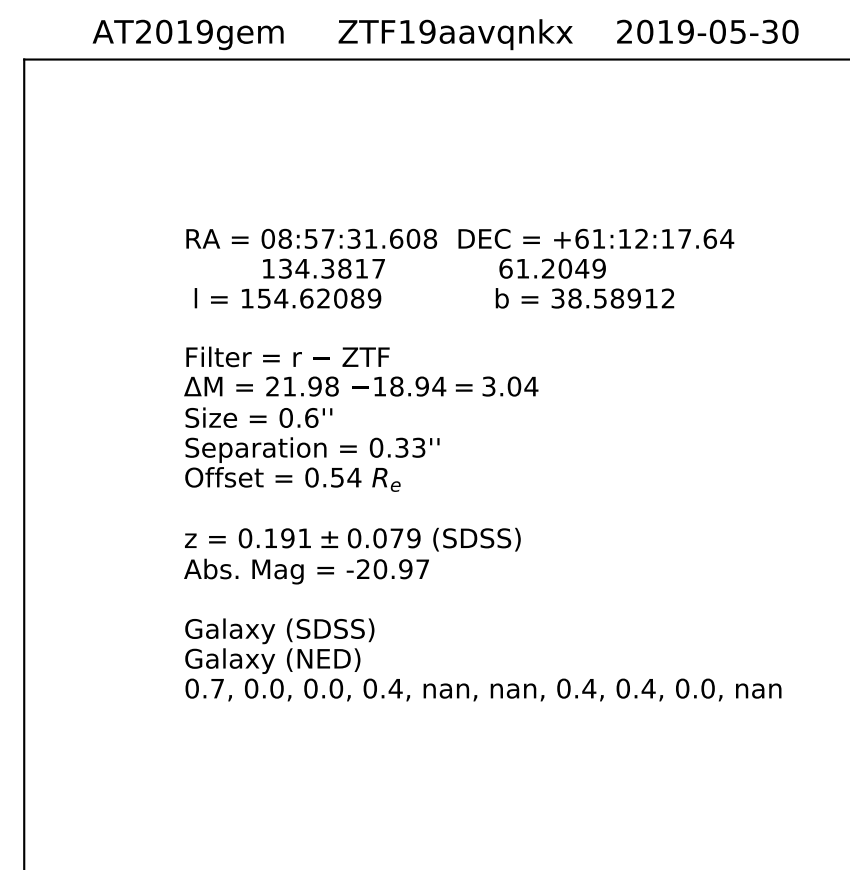 AT2019gem ZTF19aavqnkx 2019-05-30
RA = 08:57:31.608 DEC = +61:12:17.64
134.3817 61.2049
l = 154.62089 b = 38.58912
Filter = r − ZTF
ΔM = 21.98 −18.94 = 3.04
Size = 0.6''
Separation = 0.33''
Offset = 0.54 Re
z = 0.191 ± 0.079 (SDSS)
Abs. Mag = -20.97
Galaxy (SDSS)
Galaxy (NED)
0.7, 0.0, 0.0, 0.4, nan, nan, 0.4, 0.4, 0.0, nan